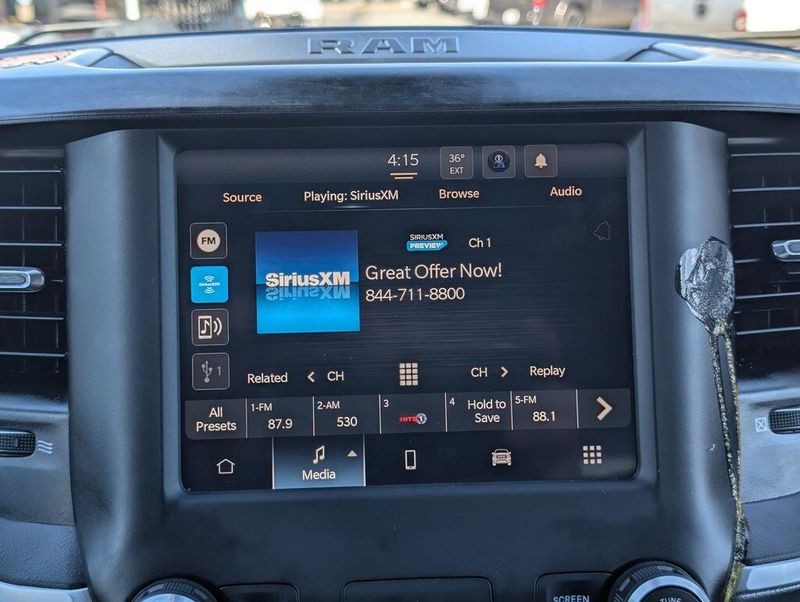 RAM
4:15
36°
EXT
Source
Playing: SiriusXM
Browse
Audio
FM
SIRIUSXM
PREVIEW
Ch 1
SiriusXM
SiriusXM
Great Offer Now!
844-711-8800
1
Related
CH
CH
Replay
All
Presets
1-FM
87.9
2-AM
530
3
HITS1
4
Hold to
Save
5-FM
88.1
Media
SCREEN
TUNE